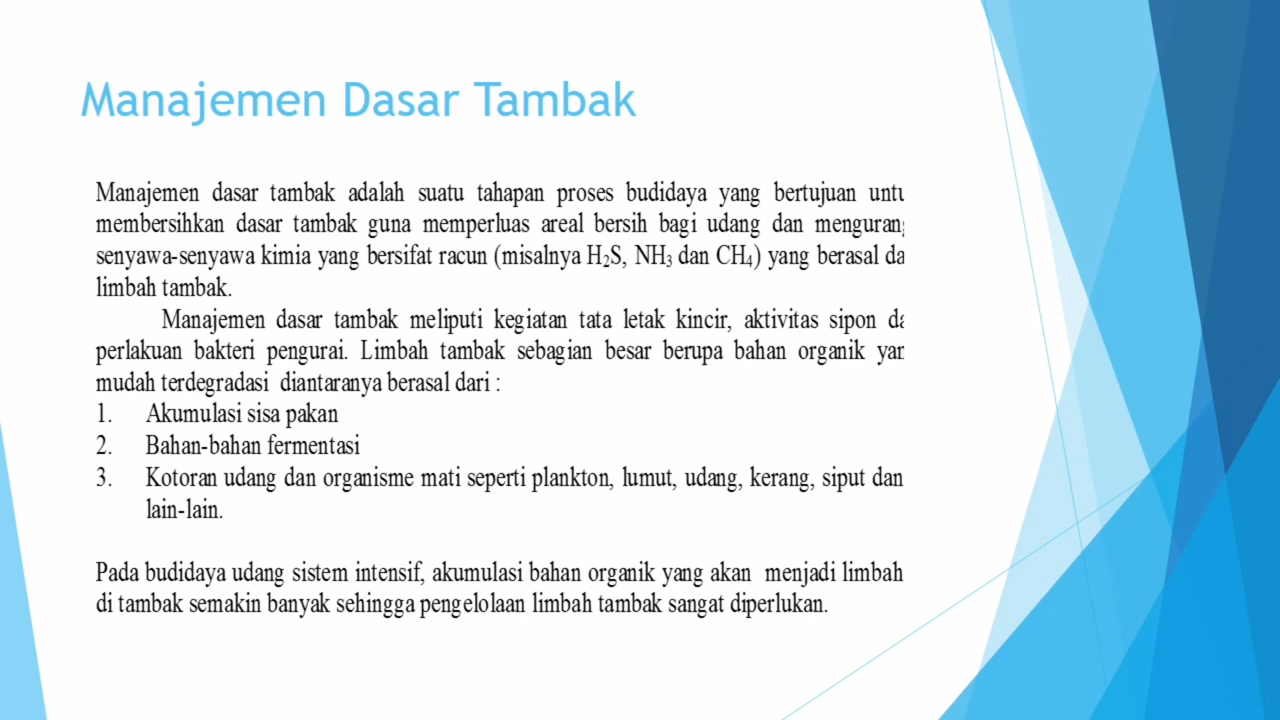 Manajemen Dasar Tambak
Manajemen dasar tambak adalah suatu tahapan proses budidaya yang bertujuan untu
membersihkan dasar tambak guna memperluas areal bersih bagi udang dan mengurang
senyawa-senyawa kimia yang bersifat racun (misalnya H₂S, NH₃ dan CH₄) yang berasal da
limbah tambak.
Manajemen dasar tambak meliputi kegiatan tata letak kincir, aktivitas sipon da
perlakuan bakteri pengurai. Limbah tambak sebagian besar berupa bahan organik yan
mudah terdegradasi diantaranya berasal dari :
1. Akumulasi sisa pakan
2. Bahan-bahan fermentasi
3. Kotoran udang dan organisme mati seperti plankton, lumut, udang, kerang, siput dan
lain-lain.
Pada budidaya udang sistem intensif, akumulasi bahan organik yang akan menjadi limbah
di tambak semakin banyak sehingga pengelolaan limbah tambak sangat diperlukan.